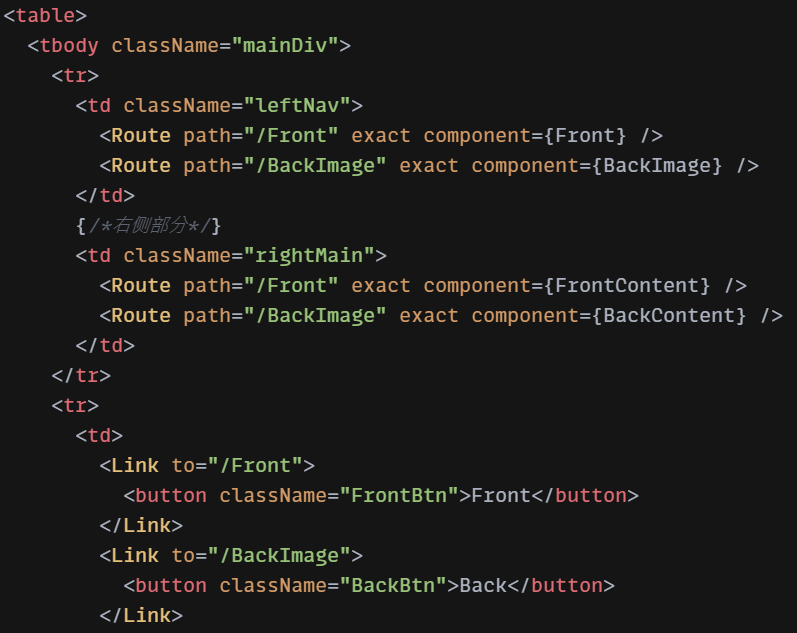 <table>
  <tbody className="mainDiv">
    <tr>
      <td className="leftNav">
        <Route path="/Front" exact component={Front} />
        <Route path="/BackImage" exact component={BackImage} />
      </td>
      {/*右侧部分*/}
      <td className="rightMain">
        <Route path="/Front" exact component={FrontContent} />
        <Route path="/BackImage" exact component={BackContent} />
      </td>
    </tr>
    <tr>
      <td>
        <Link to="/Front">
          <button className="FrontBtn">Front</button>
        </Link>
        <Link to="/BackImage">
          <button className="BackBtn">Back</button>
        </Link>